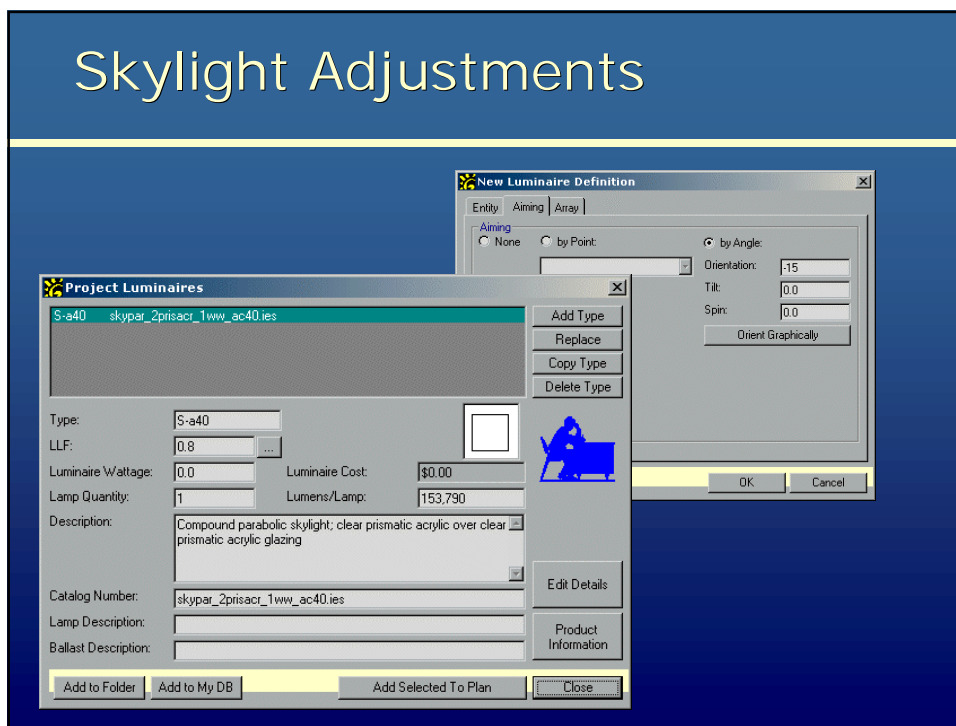 Skylight Adjustments
New Luminaire Definition
Entity Aiming Array
Aiming
None by Point: by Angle:
Orientation: -15
Tilt: 0.0
Spin: 0.0
Orient Graphically
OK Cancel
Project Luminaires
S-a40 skypar_2prisacr_1ww_ac40.ies
Add Type
Replace
Copy Type
Delete Type
Type: S-a40
LLF: 0.8 ...
Luminaire Wattage: 0.0 Luminaire Cost: $0.00
Lamp Quantity: 1 Lumens/Lamp: 153,790
Description: Compound parabolic skylight; clear prismatic acrylic over clear
prismatic acrylic glazing
Edit Details
Catalog Number: skypar_2prisacr_1ww_ac40.ies
Lamp Description:
Product
Information
Ballast Description:
Add to Folder Add to My DB Add Selected To Plan Close